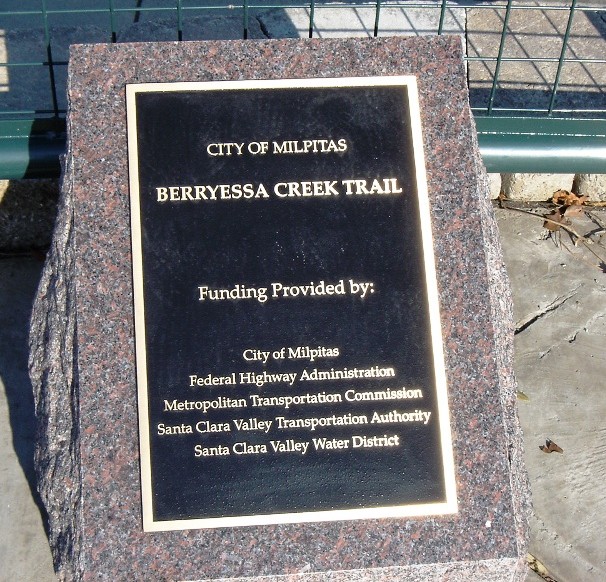 CITY OF MILPITAS
BERRYESSA CREEK TRAIL
Funding Provided by:
City of Milpitas
Federal Highway Administration
Metropolitan Transportation Commission
Santa Clara Valley Transportation Authority
Santa Clara Valley Water District